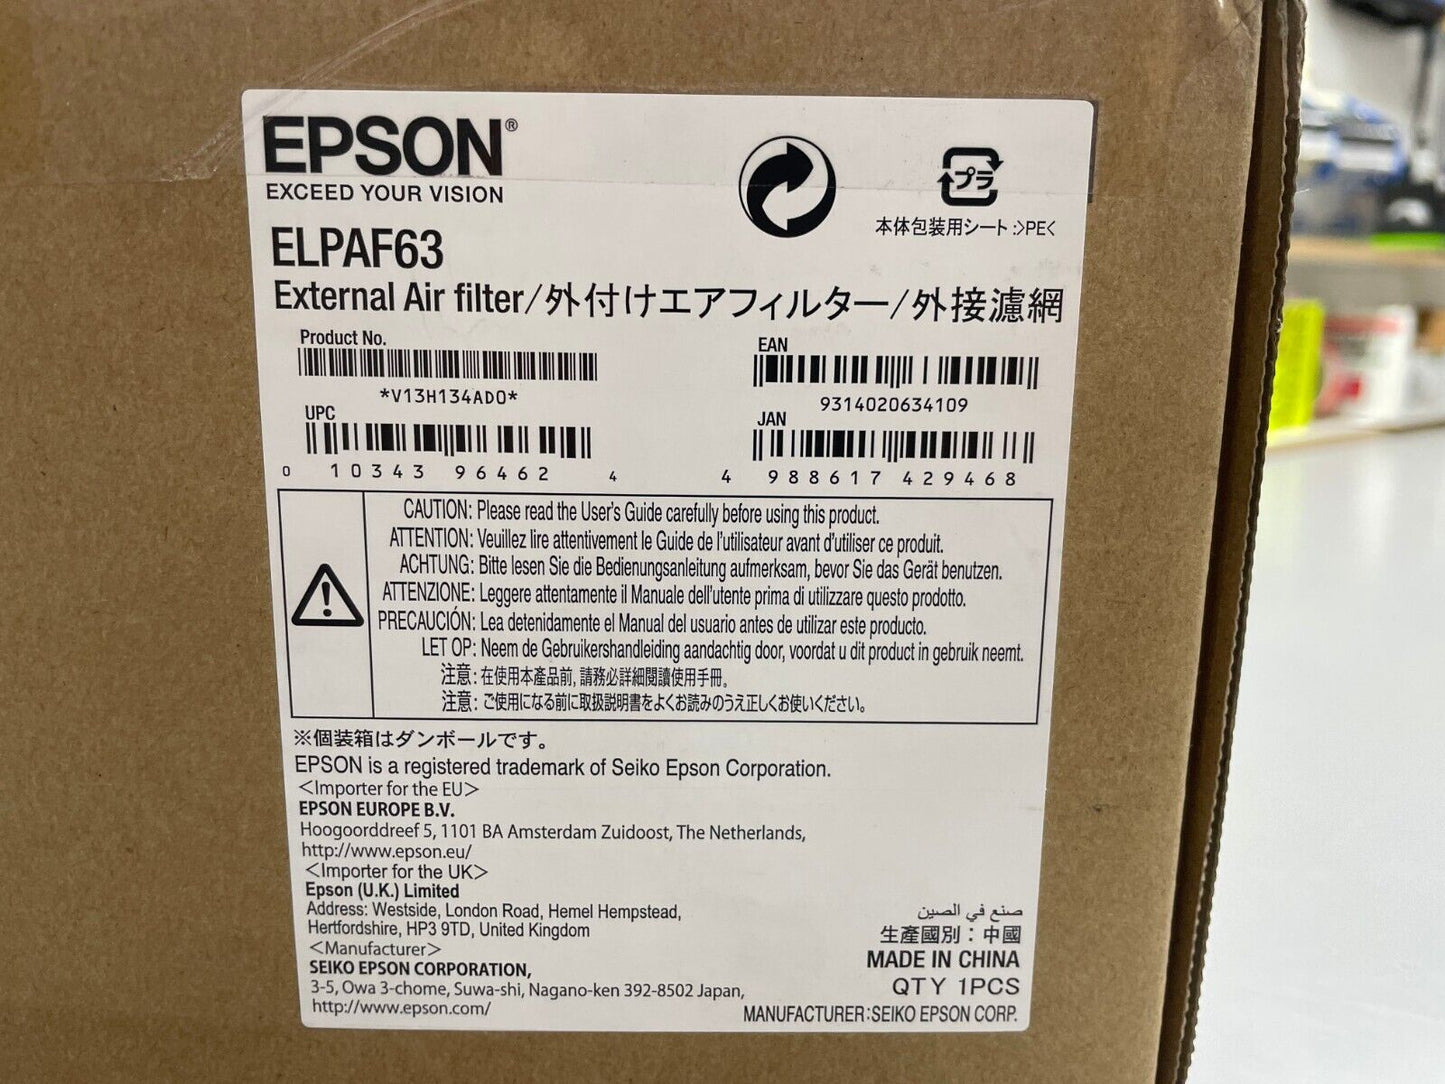 EPSON®
EXCEED YOUR VISION
プラ
本体包装用シート:>PE<
ELPAF63
External Air filter/外付けエアフィルター/外接濾網
Product No.
*V13H134AD0*
EAN
9314020634109
UPC
0 10343 96462 4
JAN
4 988617 429468
CAUTION: Please read the User's Guide carefully before using this product.
ATTENTION: Veuillez lire attentivement le Guide de l'utilisateur avant d'utiliser ce produit.
ACHTUNG: Bitte lesen Sie die Bedienungsanleitung aufmerksam, bevor Sie das Gerät benutzen.
ATTENZIONE: Leggere attentamente il Manuale dell'utente prima di utilizzare questo prodotto.
PRECAUCIÓN: Lea detenidamente el Manual del usuario antes de utilizar este producto.
LET OP: Neem de Gebruikershandleiding aandachtig door, voordat u dit product in gebruik neemt.
注意: 在使用本產品前, 請務必詳細閱讀使用手冊。
注意: ご使用になる前に取扱説明書をよくお読みのうえ正しくお使いください。
※個装箱はダンボールです。
EPSON is a registered trademark of Seiko Epson Corporation.
<Importer for the EU>
EPSON EUROPE B.V.
Hoogoorddreef 5, 1101 BA Amsterdam Zuidoost, The Netherlands,
http://www.epson.eu/
<Importer for the UK>
Epson (U.K.) Limited
Address: Westside, London Road, Hemel Hempstead,
Hertfordshire, HP3 9TD, United Kingdom
<Manufacturer>
SEIKO EPSON CORPORATION,
3-5, Owa 3-chome, Suwa-shi, Nagano-ken 392-8502 Japan,
http://www.epson.com/
صنع في الصين
生產國別：中國
MADE IN CHINA
QTY 1PCS
MANUFACTURER:SEIKO EPSON CORP.